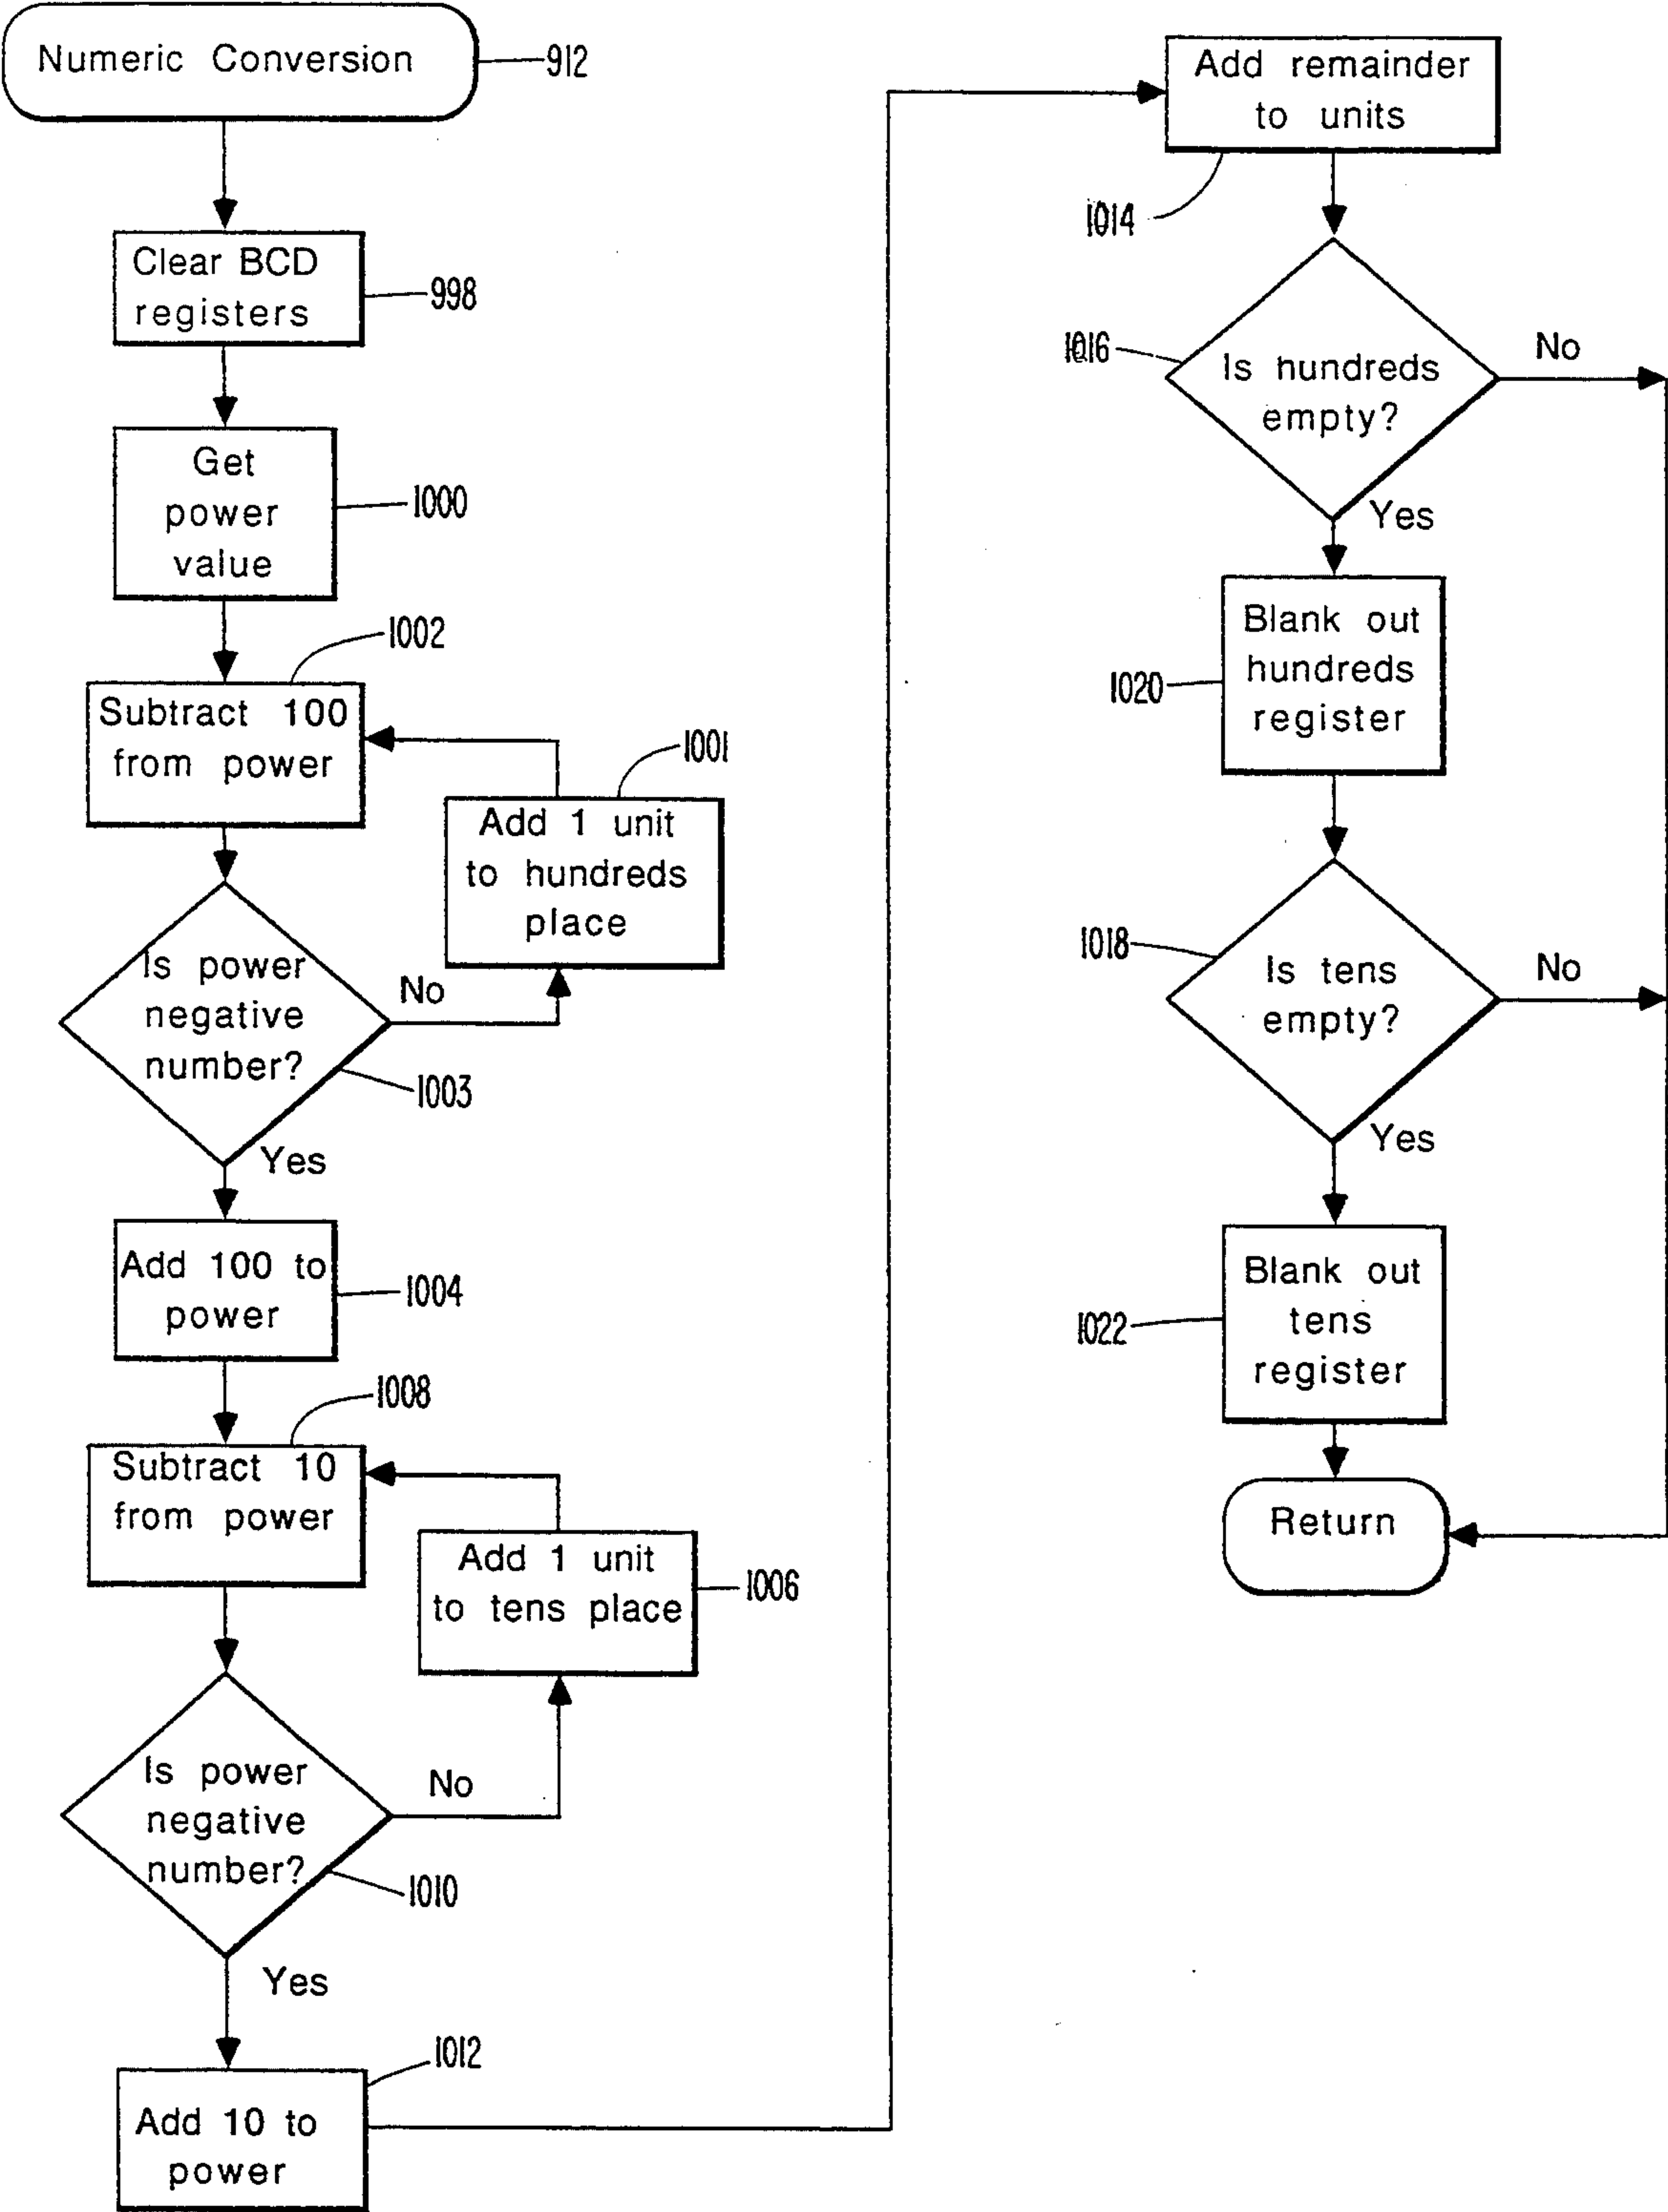 Numeric Conversion
912
Clear BCD
registers
998
Get
power
value
1000
1002
Subtract 100
from power
1001
Add 1 unit
to hundreds
place
Is power
negative
number?
No
1003
Yes
Add 100 to
power
1004
1008
Subtract 10
from power
Add 1 unit
to tens place
1006
Is power
negative
number?
No
1010
Yes
1012
Add 10 to
power
Add remainder
to units
1014
1016
Is hundreds
empty?
No
Yes
Blank out
hundreds
register
1020
1018
Is tens
empty?
No
Yes
Blank out
tens
register
1022
Return